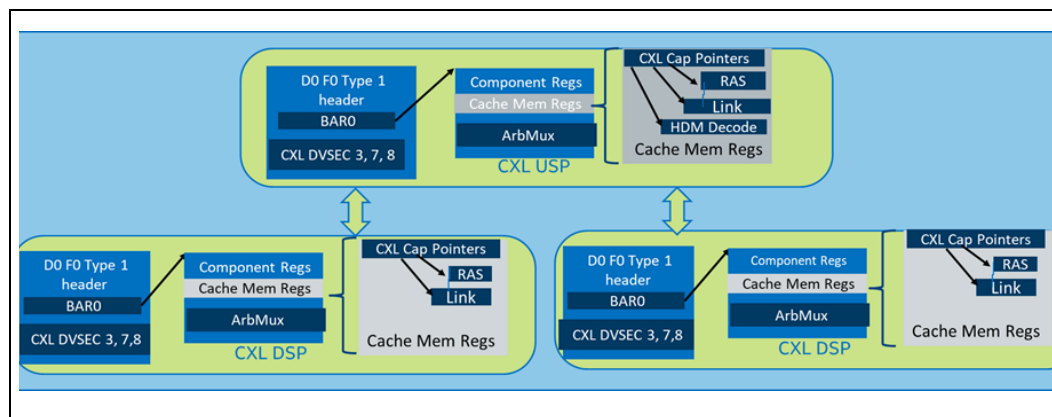 D0 F0 Type 1
header
BAR0
CXL DVSEC 3, 7, 8
Component Regs
Cache Mem Regs
ArbMux
CXL USP
CXL Cap Pointers
RAS
Link
HDM Decode
Cache Mem Regs
D0 F0 Type 1
header
BAR0
CXL DVSEC 3, 7,8
Component Regs
Cache Mem Regs
ArbMux
CXL DSP
CXL Cap Pointers
RAS
Link
Cache Mem Regs
D0 F0 Type 1
header
BAR0
CXL DVSEC 3, 7,8
Component Regs
Cache Mem Regs
ArbMux
CXL DSP
CXL Cap Pointers
RAS
Link
Cache Mem Regs